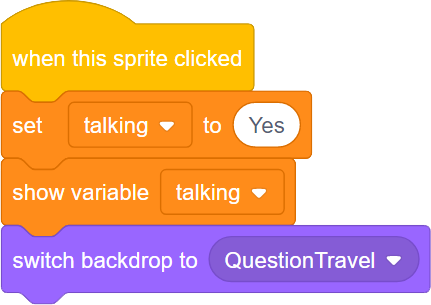 when this sprite clicked
set talking to Yes
show variable talking
switch backdrop to QuestionTravel